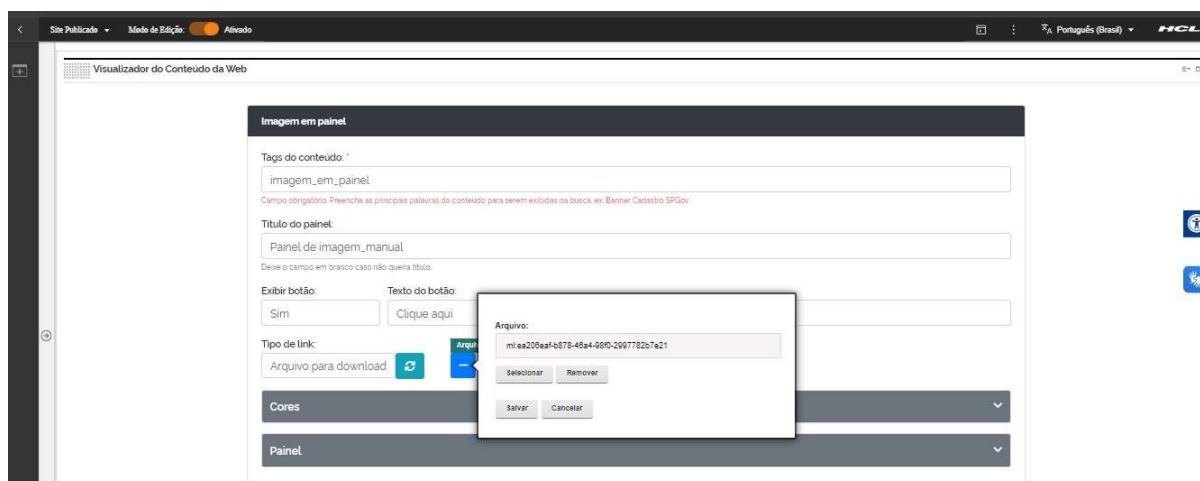 Site Publicado Modo de Edição: Ativado Português (Brasil) HCL
Visualizador do Conteúdo da Web
Imagem em painel
Tags do conteúdo: *
imagem_em_painel
Campo obrigatório. Preencha as principais palavras do conteúdo para serem exibidas na busca. ex: Banner Cadastro SPGov
Título do painel:
Painel de imagem_manual
Deixe o campo em branco caso não queira título.
Exibir botão: Texto do botão:
Sim Clique aqui
Tipo de link: Arqui
Arquivo para download
Arquivo:
ml:ea206eaf-b878-46a4-98f0-2997782b7e21
Selecionar Remover
Salvar Cancelar
Cores
Painel